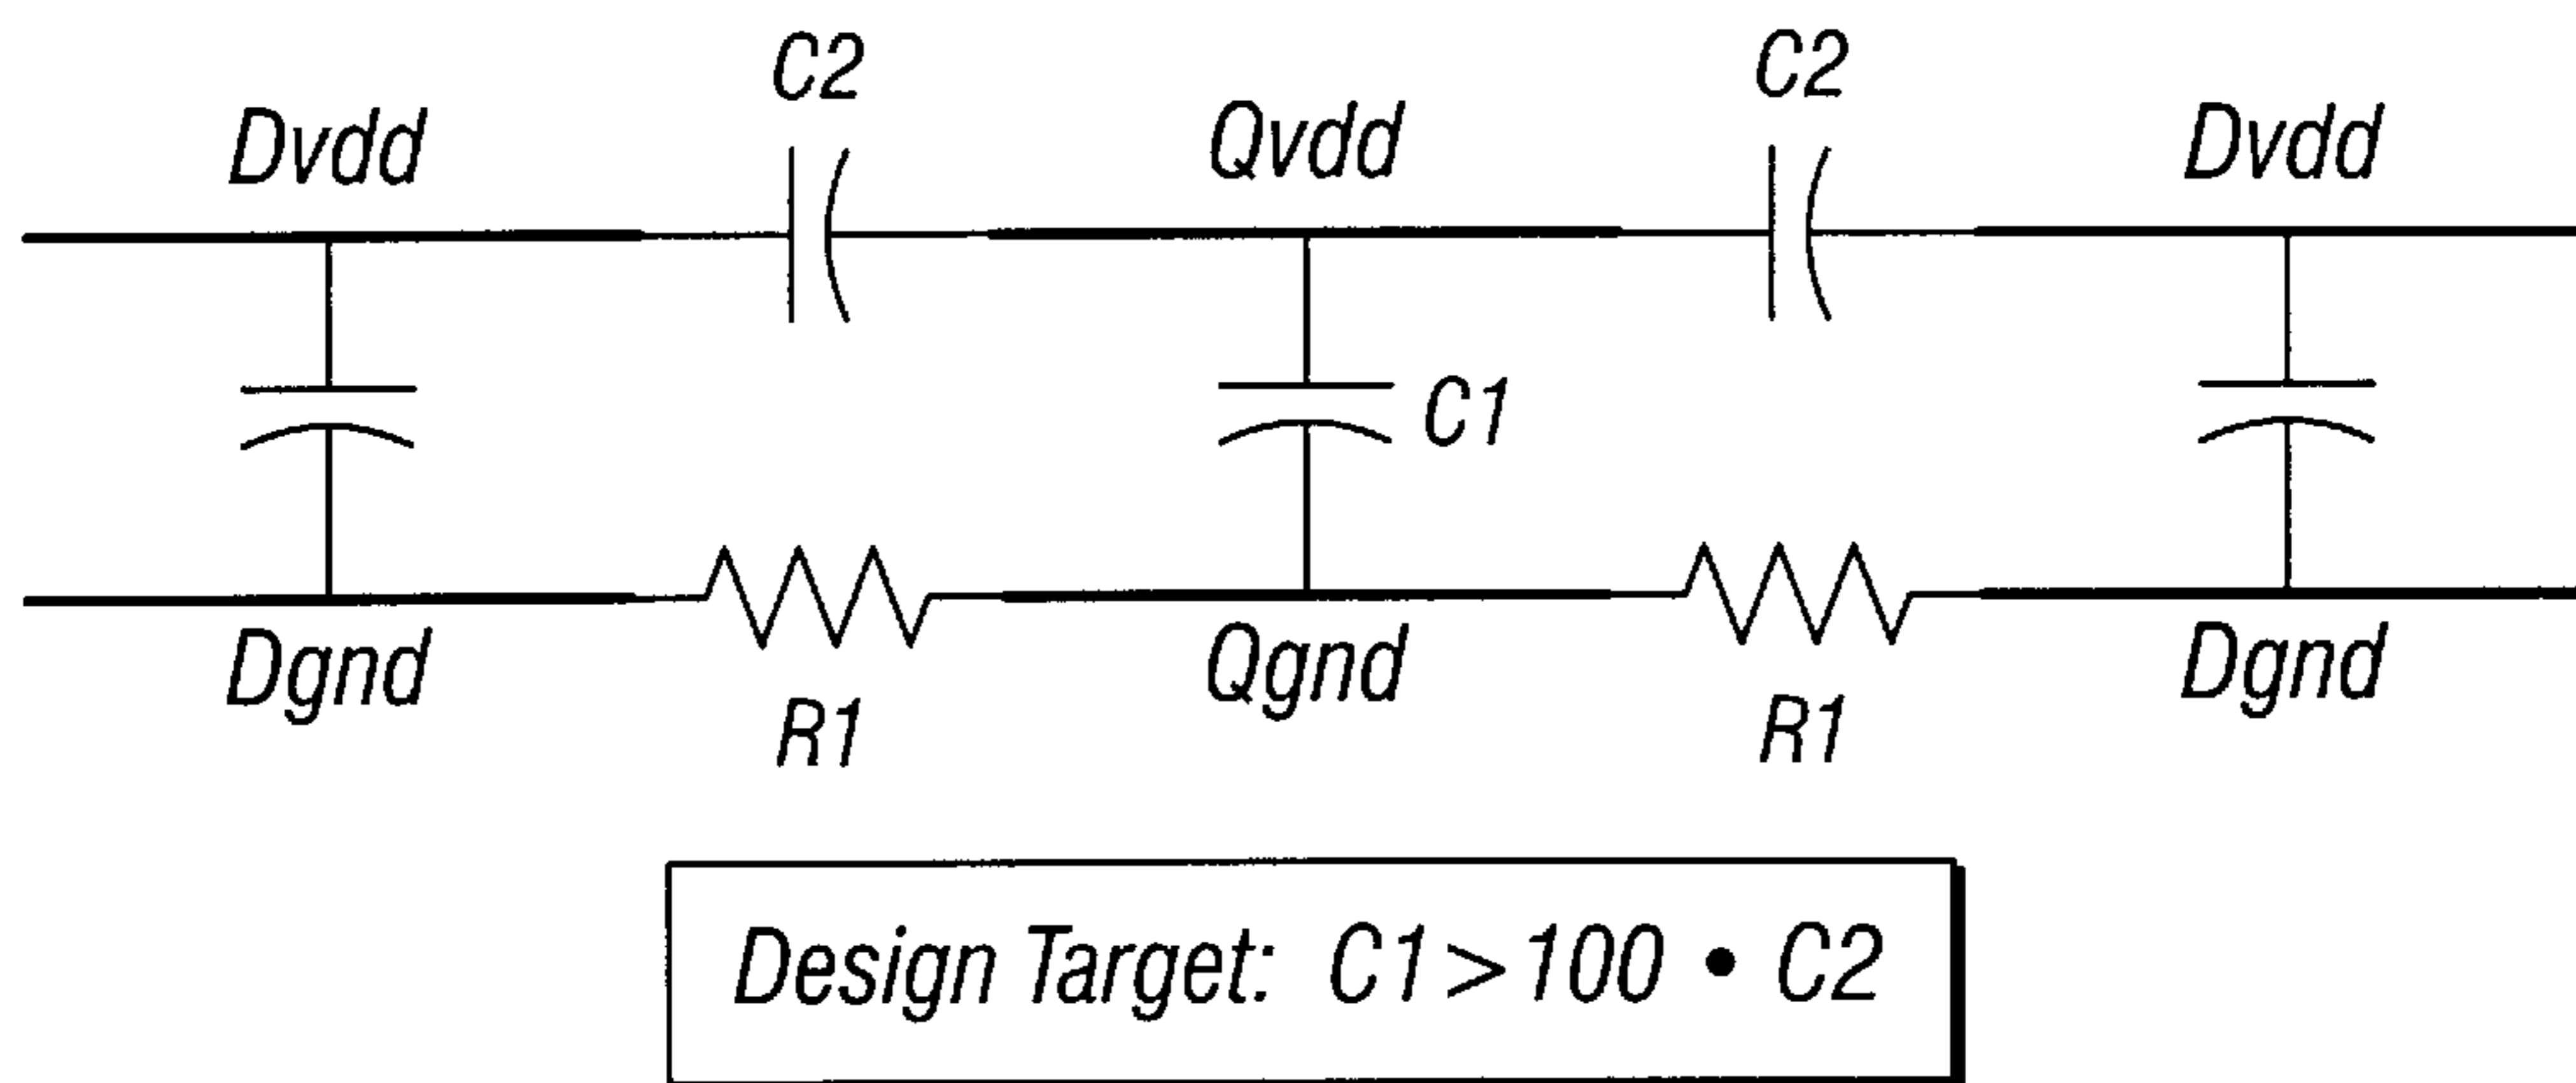 C2
C2
Dvdd
Qvdd
Dvdd
C1
Dgnd
Qgnd
Dgnd
R1
R1
Design Target: C1>100 • C2